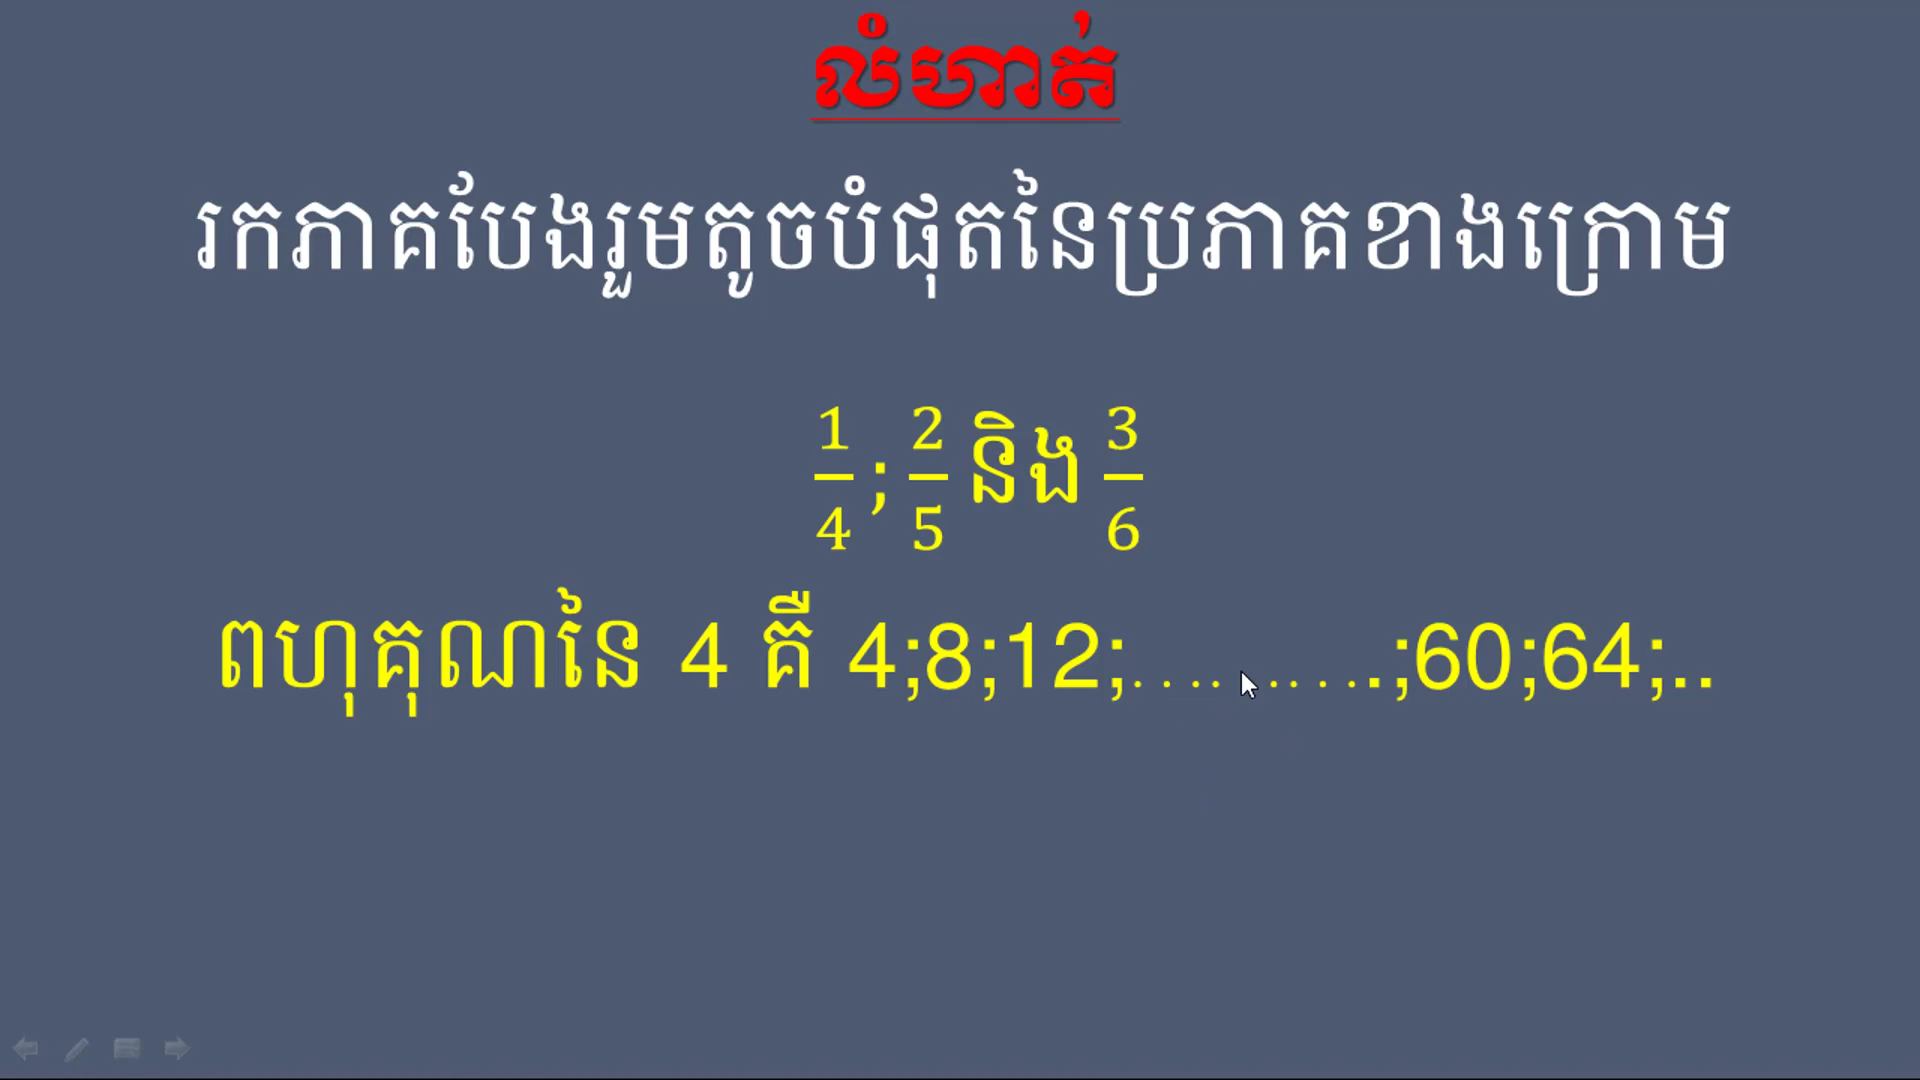 លំហាត់
រកភាគបែងរួមតូចបំផុតនៃប្រភាគខាងក្រោម
1/4 ; 2/5 និង 3/6
ពហុគុណនៃ 4 គឺ 4;8;12;..........;60;64;..